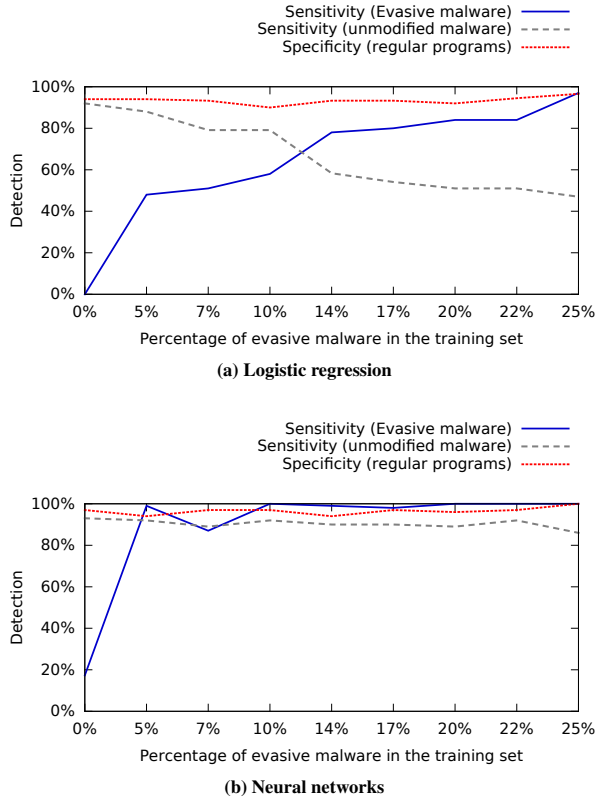 Sensitivity (Evasive malware)
Sensitivity (unmodified malware)
Specificity (regular programs)
100%
80%
60%
40%
20%
0%
Detection
0% 5% 7% 10% 14% 17% 20% 22% 25%
Percentage of evasive malware in the training set
(a) Logistic regression
Sensitivity (Evasive malware)
Sensitivity (unmodified malware)
Specificity (regular programs)
100%
80%
60%
40%
20%
0%
Detection
0% 5% 7% 10% 14% 17% 20% 22% 25%
Percentage of evasive malware in the training set
(b) Neural networks